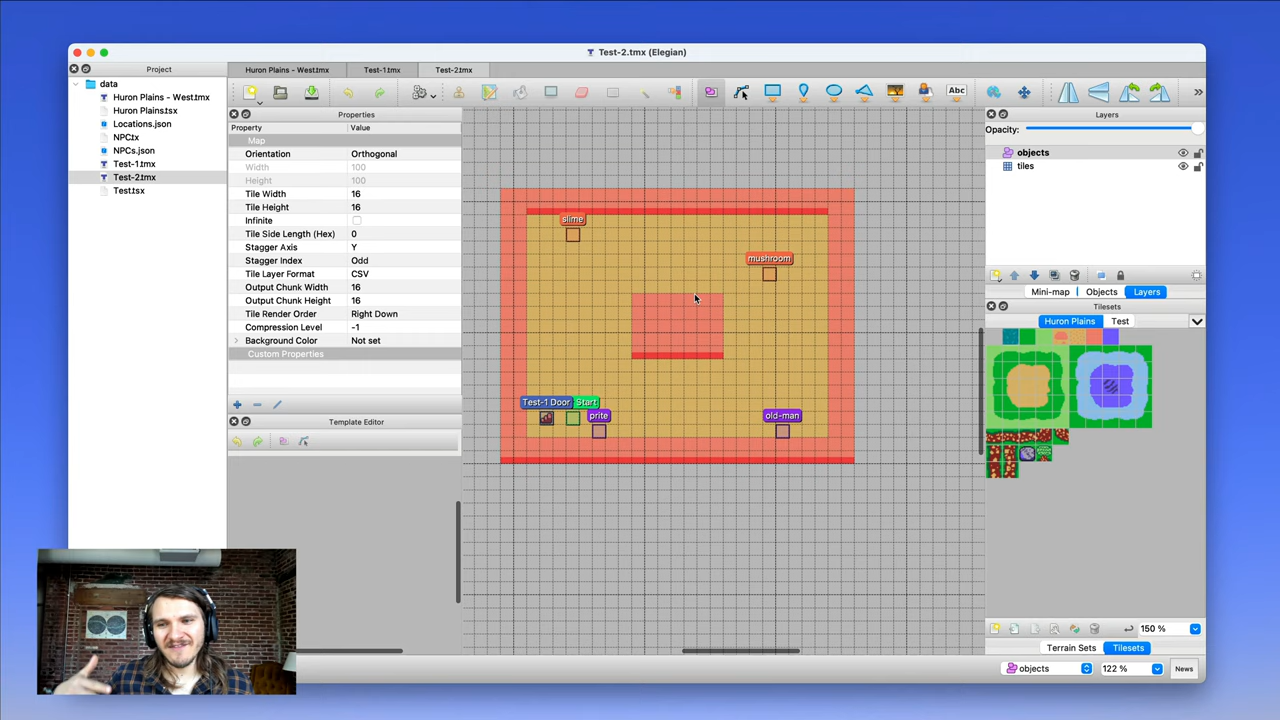 Test-2.tmx (Elegian)
Project
data
Huron Plains - West.tmx
Huron Plains.tsx
Locations.json
NPC.tx
NPCs.json
Test-1.tmx
Test-2.tmx
Test.tsx
Huron Plains - West.tmx
Test-1.tmx
Test-2.tmx
Abc
»
Properties
Property Value
Map
Orientation Orthogonal
Width 100
Height 100
Tile Width 16
Tile Height 16
Infinite
Tile Side Length (Hex) 0
Stagger Axis Y
Stagger Index Odd
Tile Layer Format CSV
Output Chunk Width 16
Output Chunk Height 16
Tile Render Order Right Down
Compression Level -1
Background Color Not set
Custom Properties
Template Editor
slime
mushroom
Test-1 Door
Start
prite
old-man
Layers
Opacity:
objects
tiles
Mini-map
Objects
Layers
Tilesets
Huron Plains
Test
150 %
Terrain Sets
Tilesets
objects
122 %
News